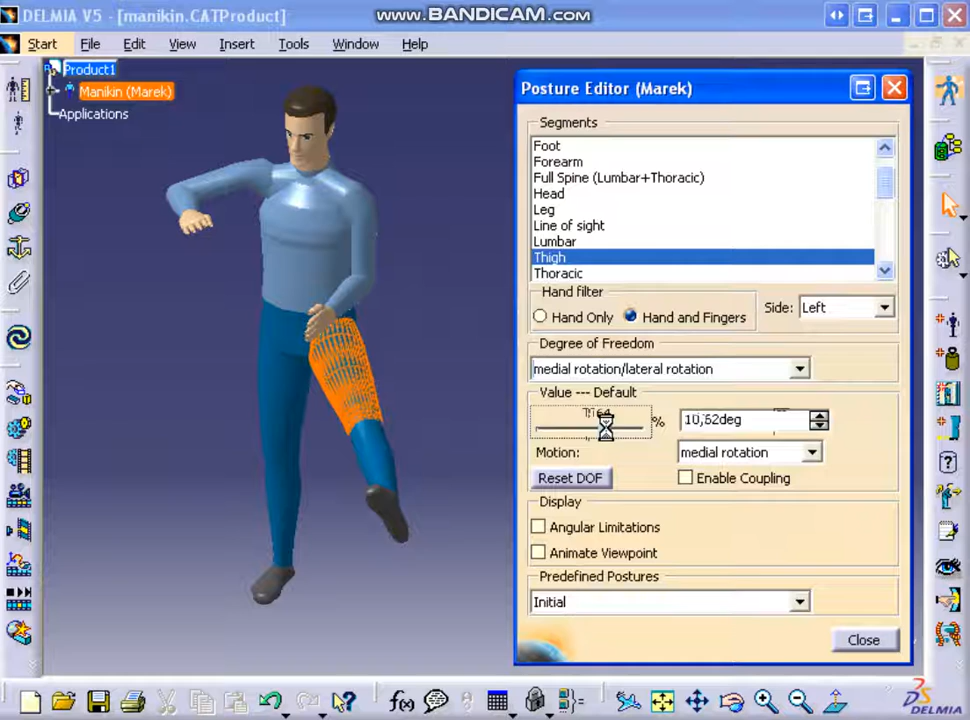 DELMIA V5 - [manikin.CATProduct]
www.BANDICAM.com
Start File Edit View Insert Tools Window Help
Product1
Manikin (Marek)
Applications
Posture Editor (Marek)
Segments
Foot
Forearm
Full Spine (Lumbar+Thoracic)
Head
Leg
Line of sight
Lumbar
Thigh
Thoracic
Hand filter
Hand Only Hand and Fingers Side: Left
Degree of Freedom
medial rotation/lateral rotation
Value --- Default
% 10,62deg
Motion: medial rotation
Reset DOF Enable Coupling
Display
Angular Limitations
Animate Viewpoint
Predefined Postures
Initial
Close
f(x)
DELMIA